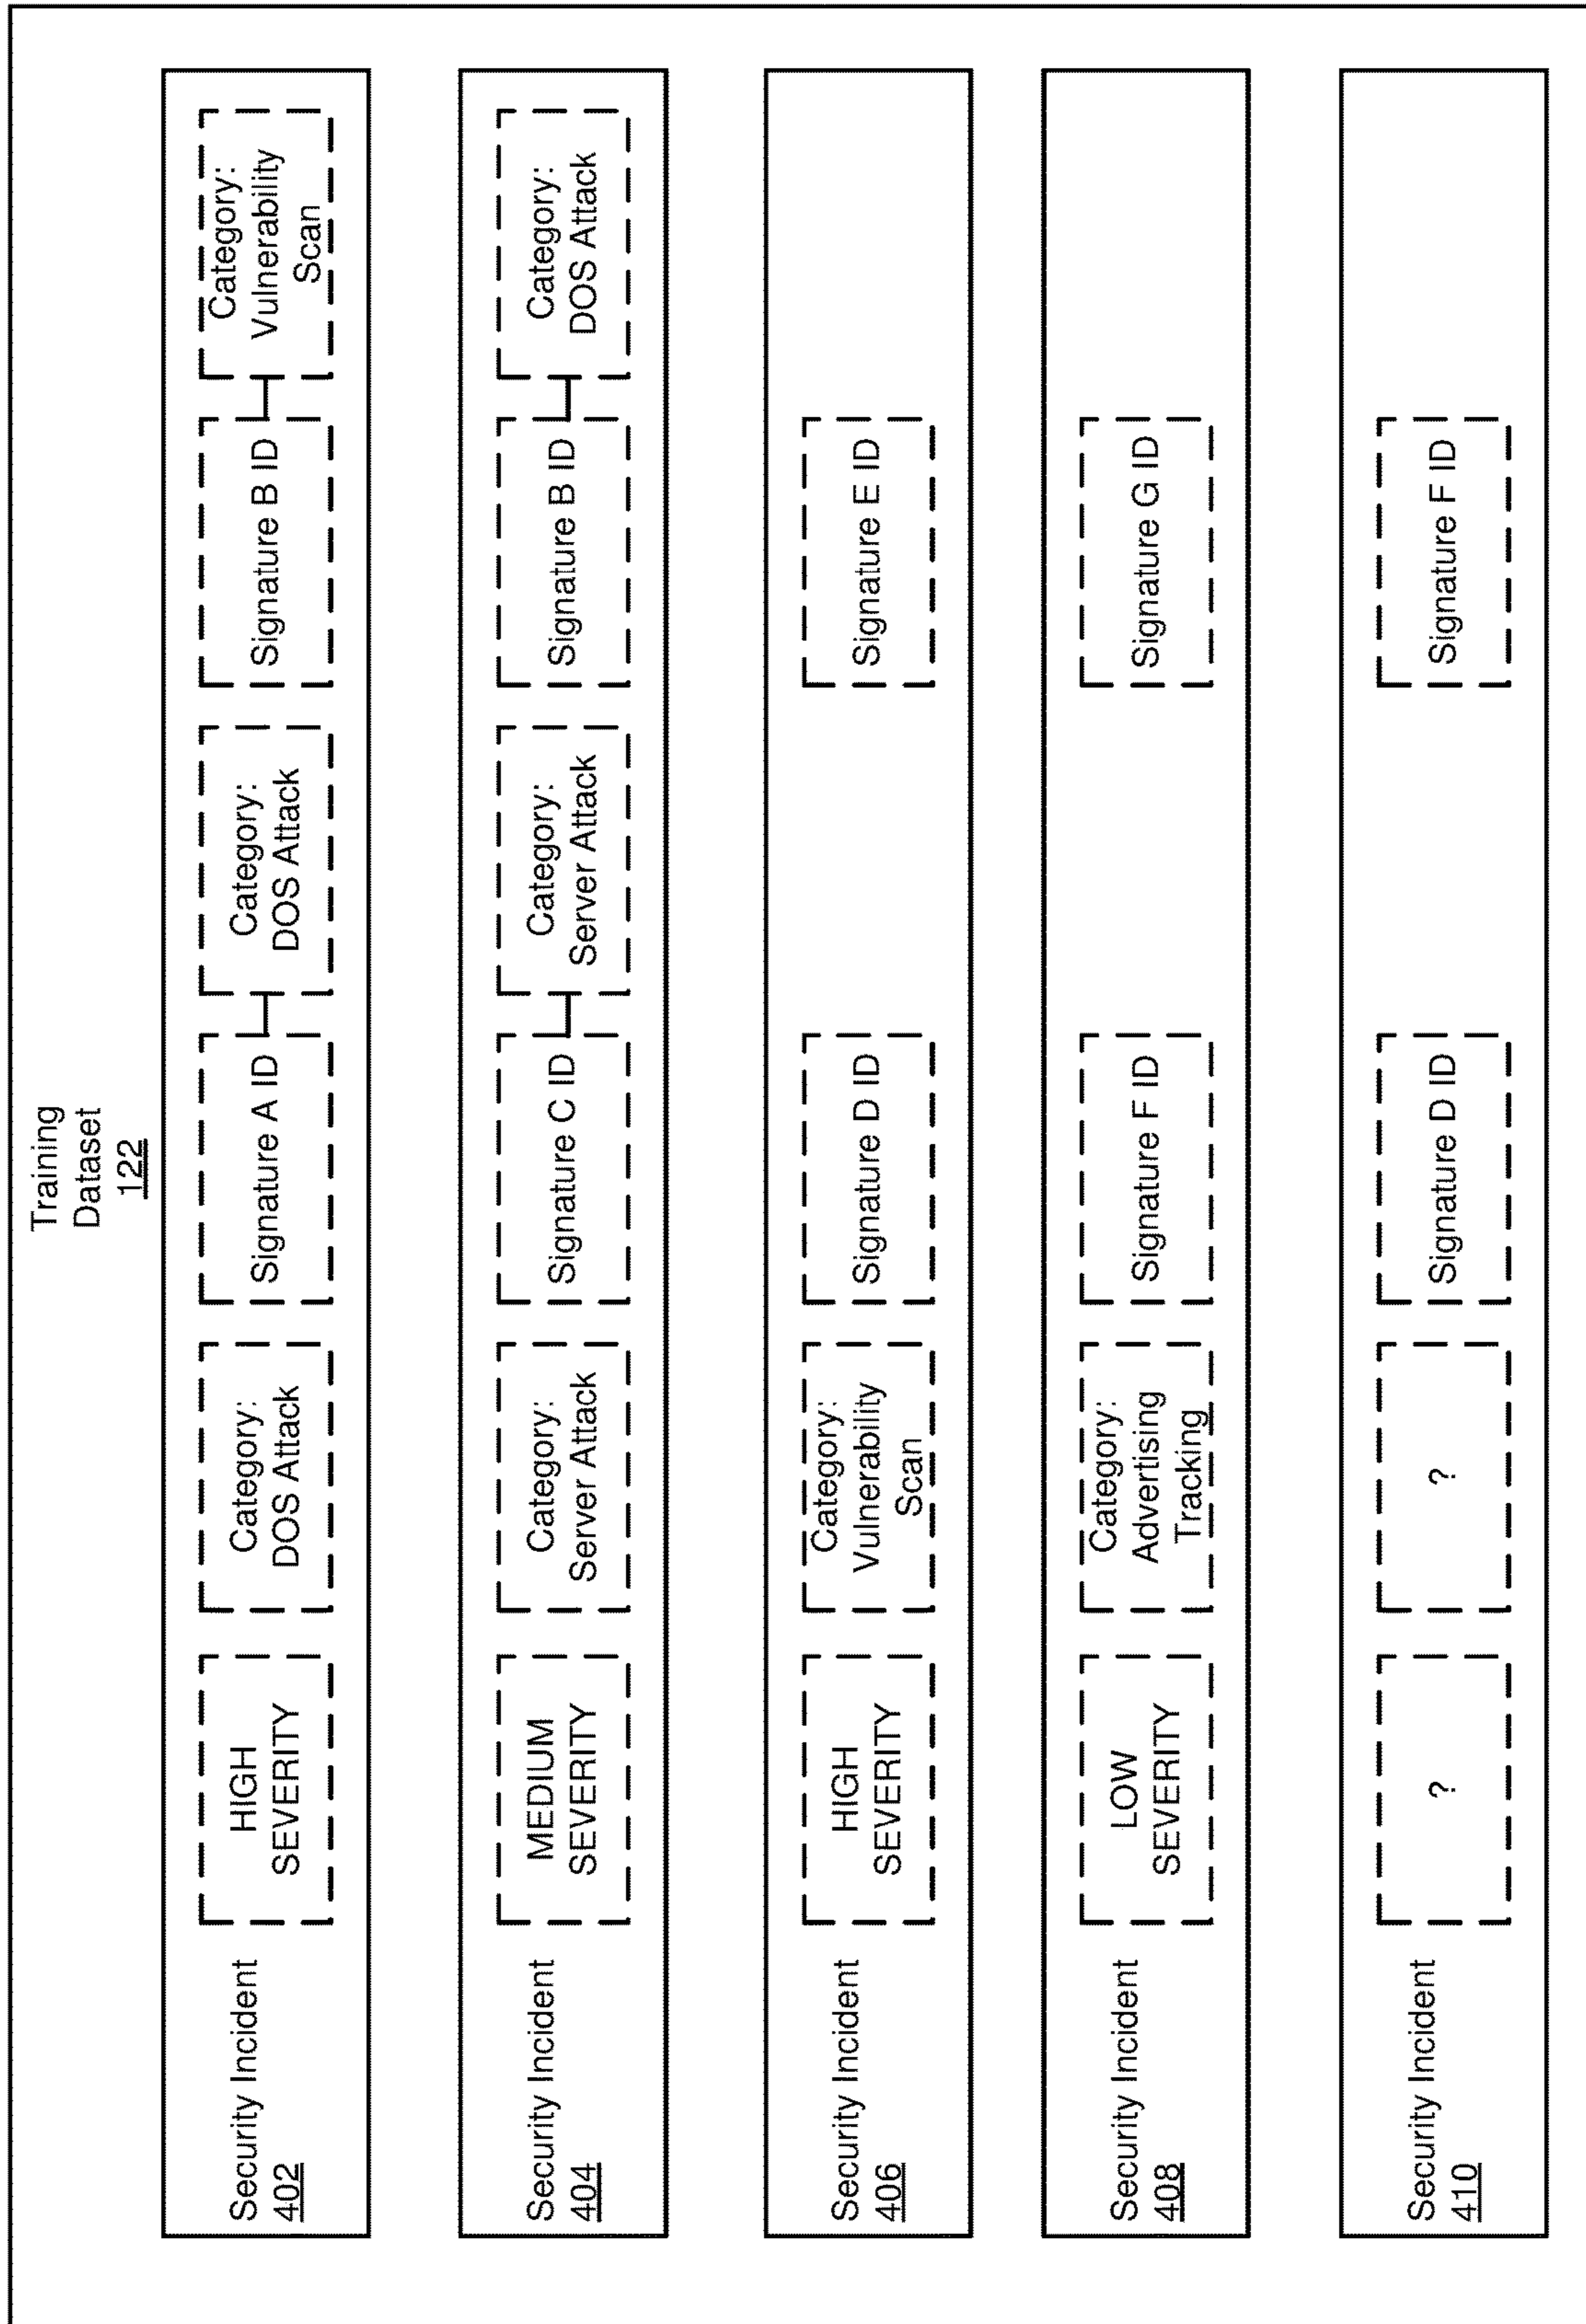 Training
Dataset
122
Security Incident
402
HIGH
SEVERITY
Category:
DOS Attack
Signature A ID
Category:
DOS Attack
Signature B ID
Category:
Vulnerability
Scan
Security Incident
404
MEDIUM
SEVERITY
Category:
Server Attack
Signature C ID
Category:
Server Attack
Signature B ID
Category:
DOS Attack
Security Incident
406
HIGH
SEVERITY
Category:
Vulnerability
Scan
Signature D ID
Signature E ID
Security Incident
408
LOW
SEVERITY
Category:
Advertising
Tracking
Signature F ID
Signature G ID
Security Incident
410
?
?
Signature D ID
Signature F ID